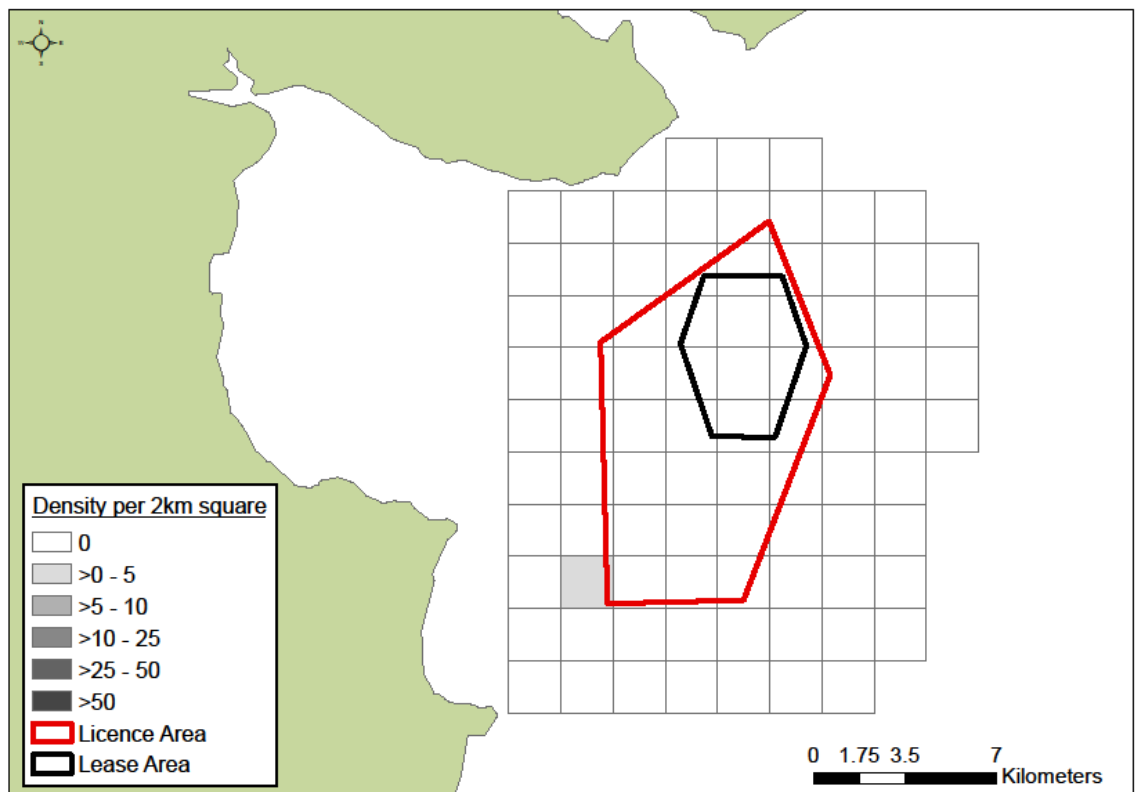 N
W E
S
Density per 2km square
0
>0 - 5
>5 - 10
>10 - 25
>25 - 50
>50
Licence Area
Lease Area
0 1.75 3.5 7
Kilometers